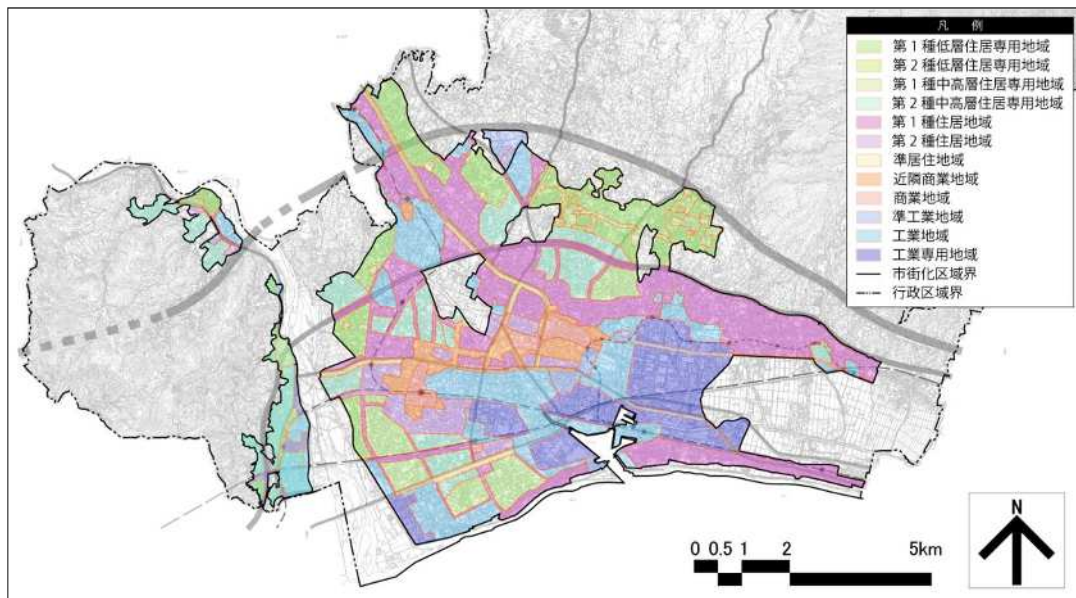 凡　例
第1種低層住居専用地域
第2種低層住居専用地域
第1種中高層住居専用地域
第2種中高層住居専用地域
第1種住居地域
第2種住居地域
準居住地域
近隣商業地域
商業地域
準工業地域
工業地域
工業専用地域
市街化区域界
行政区域界
N
0 0.5 1 2 5km